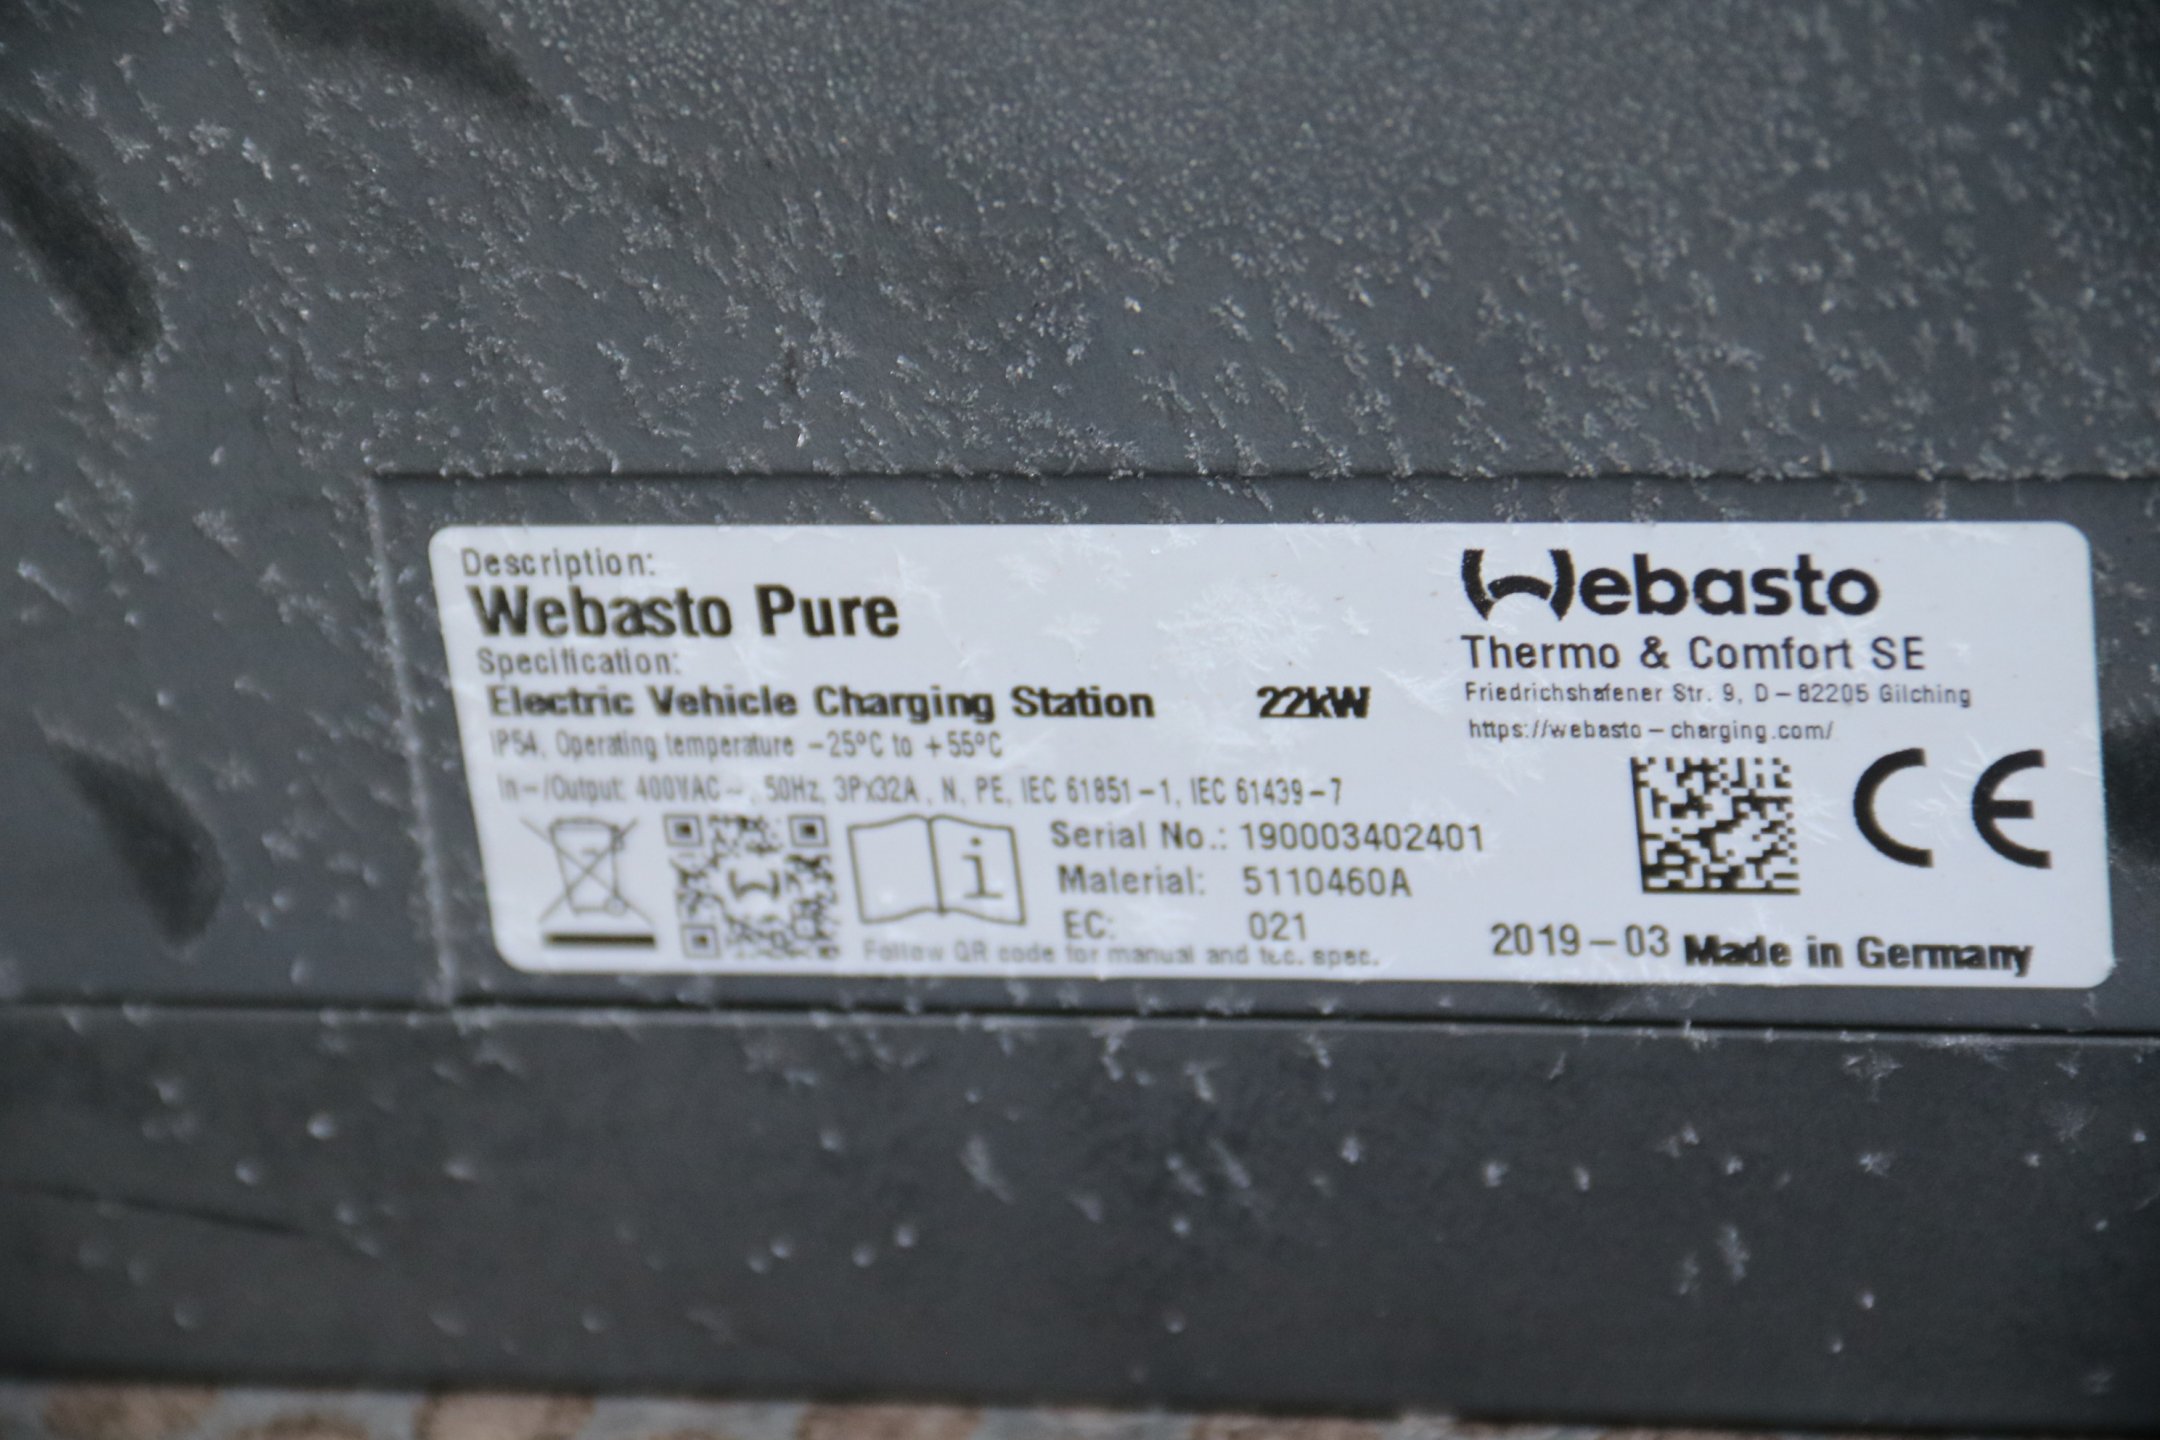 Description:
Webasto Pure
Specification:
Electric Vehicle Charging Station 22kW
IP54, Operating temperature -25°C to +55°C
In-/Output: 400VAC~, 50Hz, 3Px32A, N, PE, IEC 61851-1, IEC 61439-7
Serial No.: 190003402401
Material: 5110460A
EC: 021
Follow QR code for manual and tec. spec.
Webasto
Thermo & Comfort SE
Friedrichshafener Str. 9, D-82205 Gilching
https://webasto-charging.com/
CE
2019-03 Made in Germany